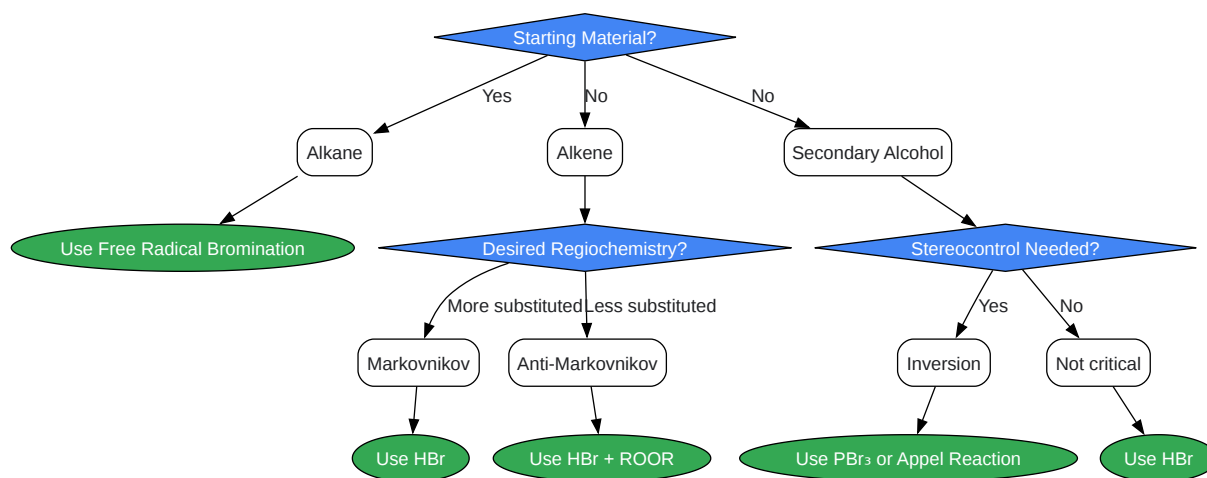 Starting Material?
Yes
No
No
Alkane
Alkene
Secondary Alcohol
Use Free Radical Bromination
Desired Regiochemistry?
Stereocontrol Needed?
More substituted
Less substituted
Yes
No
Markovnikov
Anti-Markovnikov
Inversion
Not critical
Use HBr
Use HBr + ROOR
Use PBr₃ or Appel Reaction
Use HBr